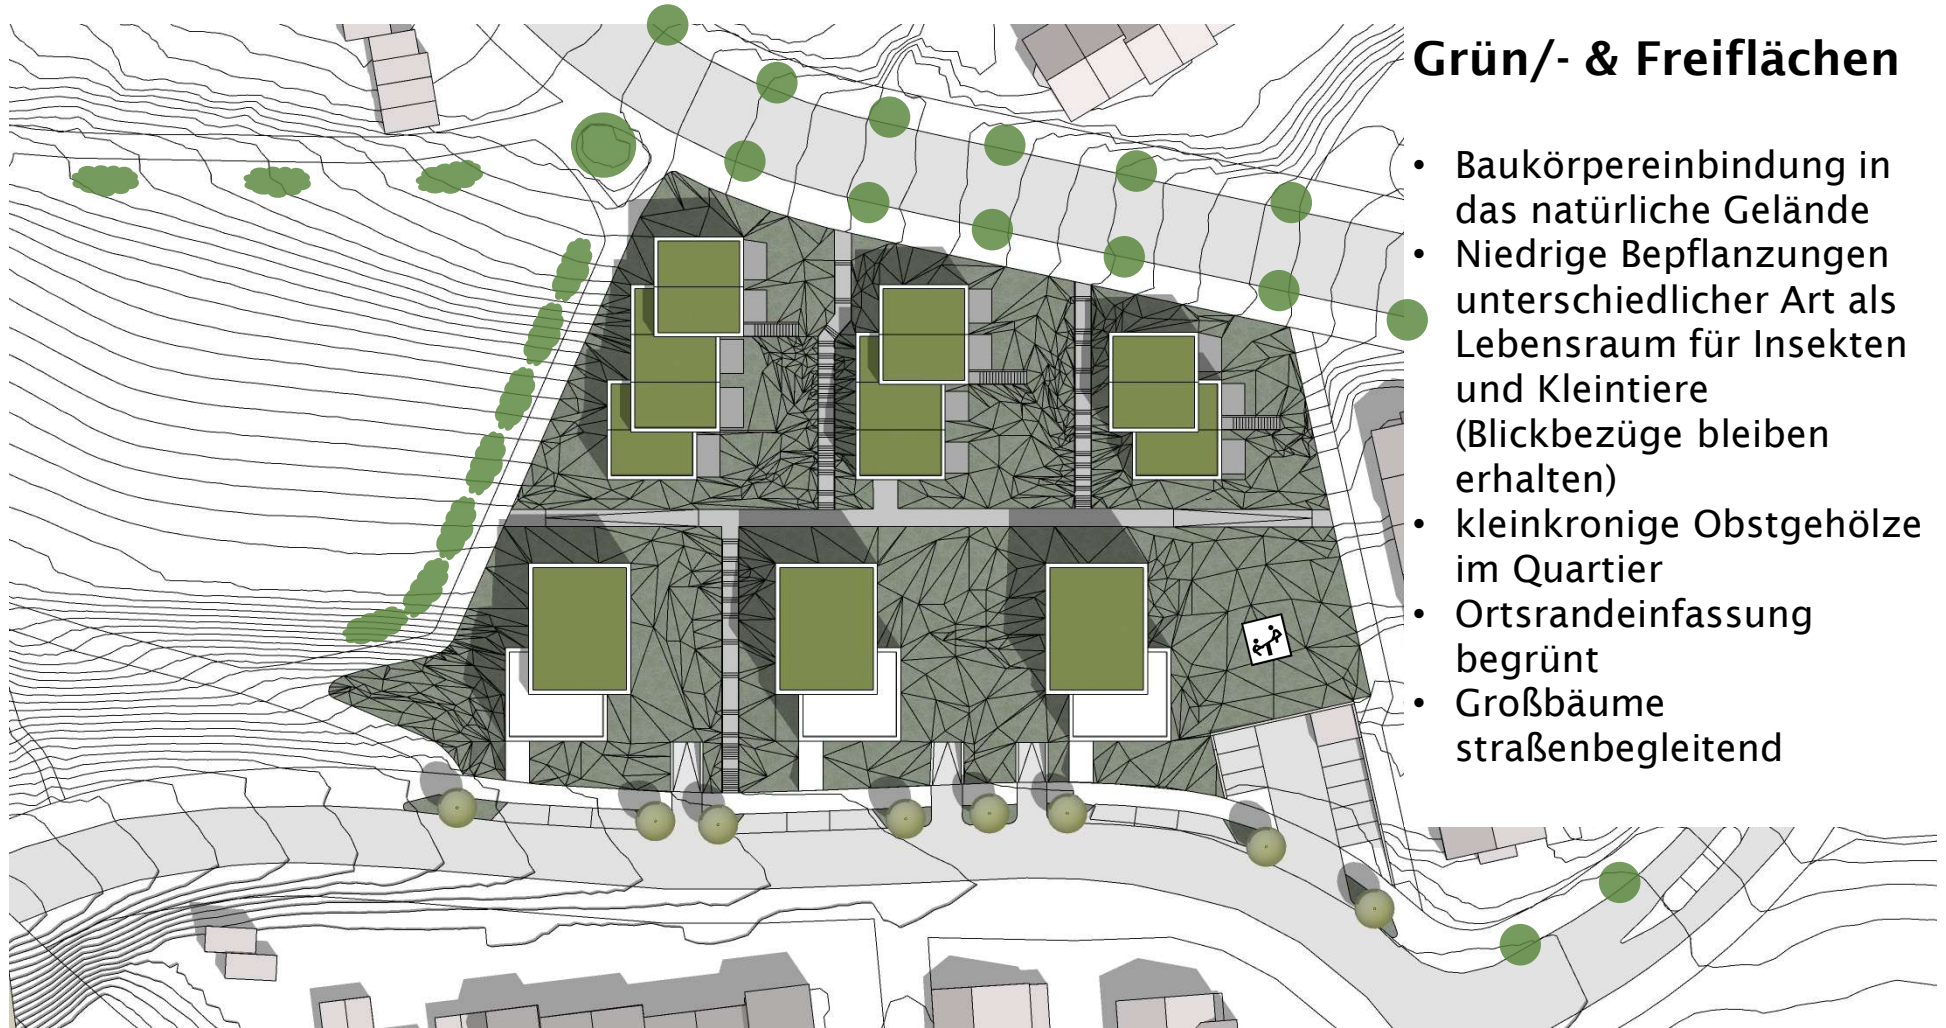 Grün/- & Freiflächen
• Baukörpereinbindung in
das natürliche Gelände
• Niedrige Bepflanzungen
unterschiedlicher Art als
Lebensraum für Insekten
und Kleintiere
(Blickbezüge bleiben
erhalten)
• kleinkronige Obstgehölze
im Quartier
• Ortsrandeinfassung
begrünt
• Großbäume
straßenbegleitend